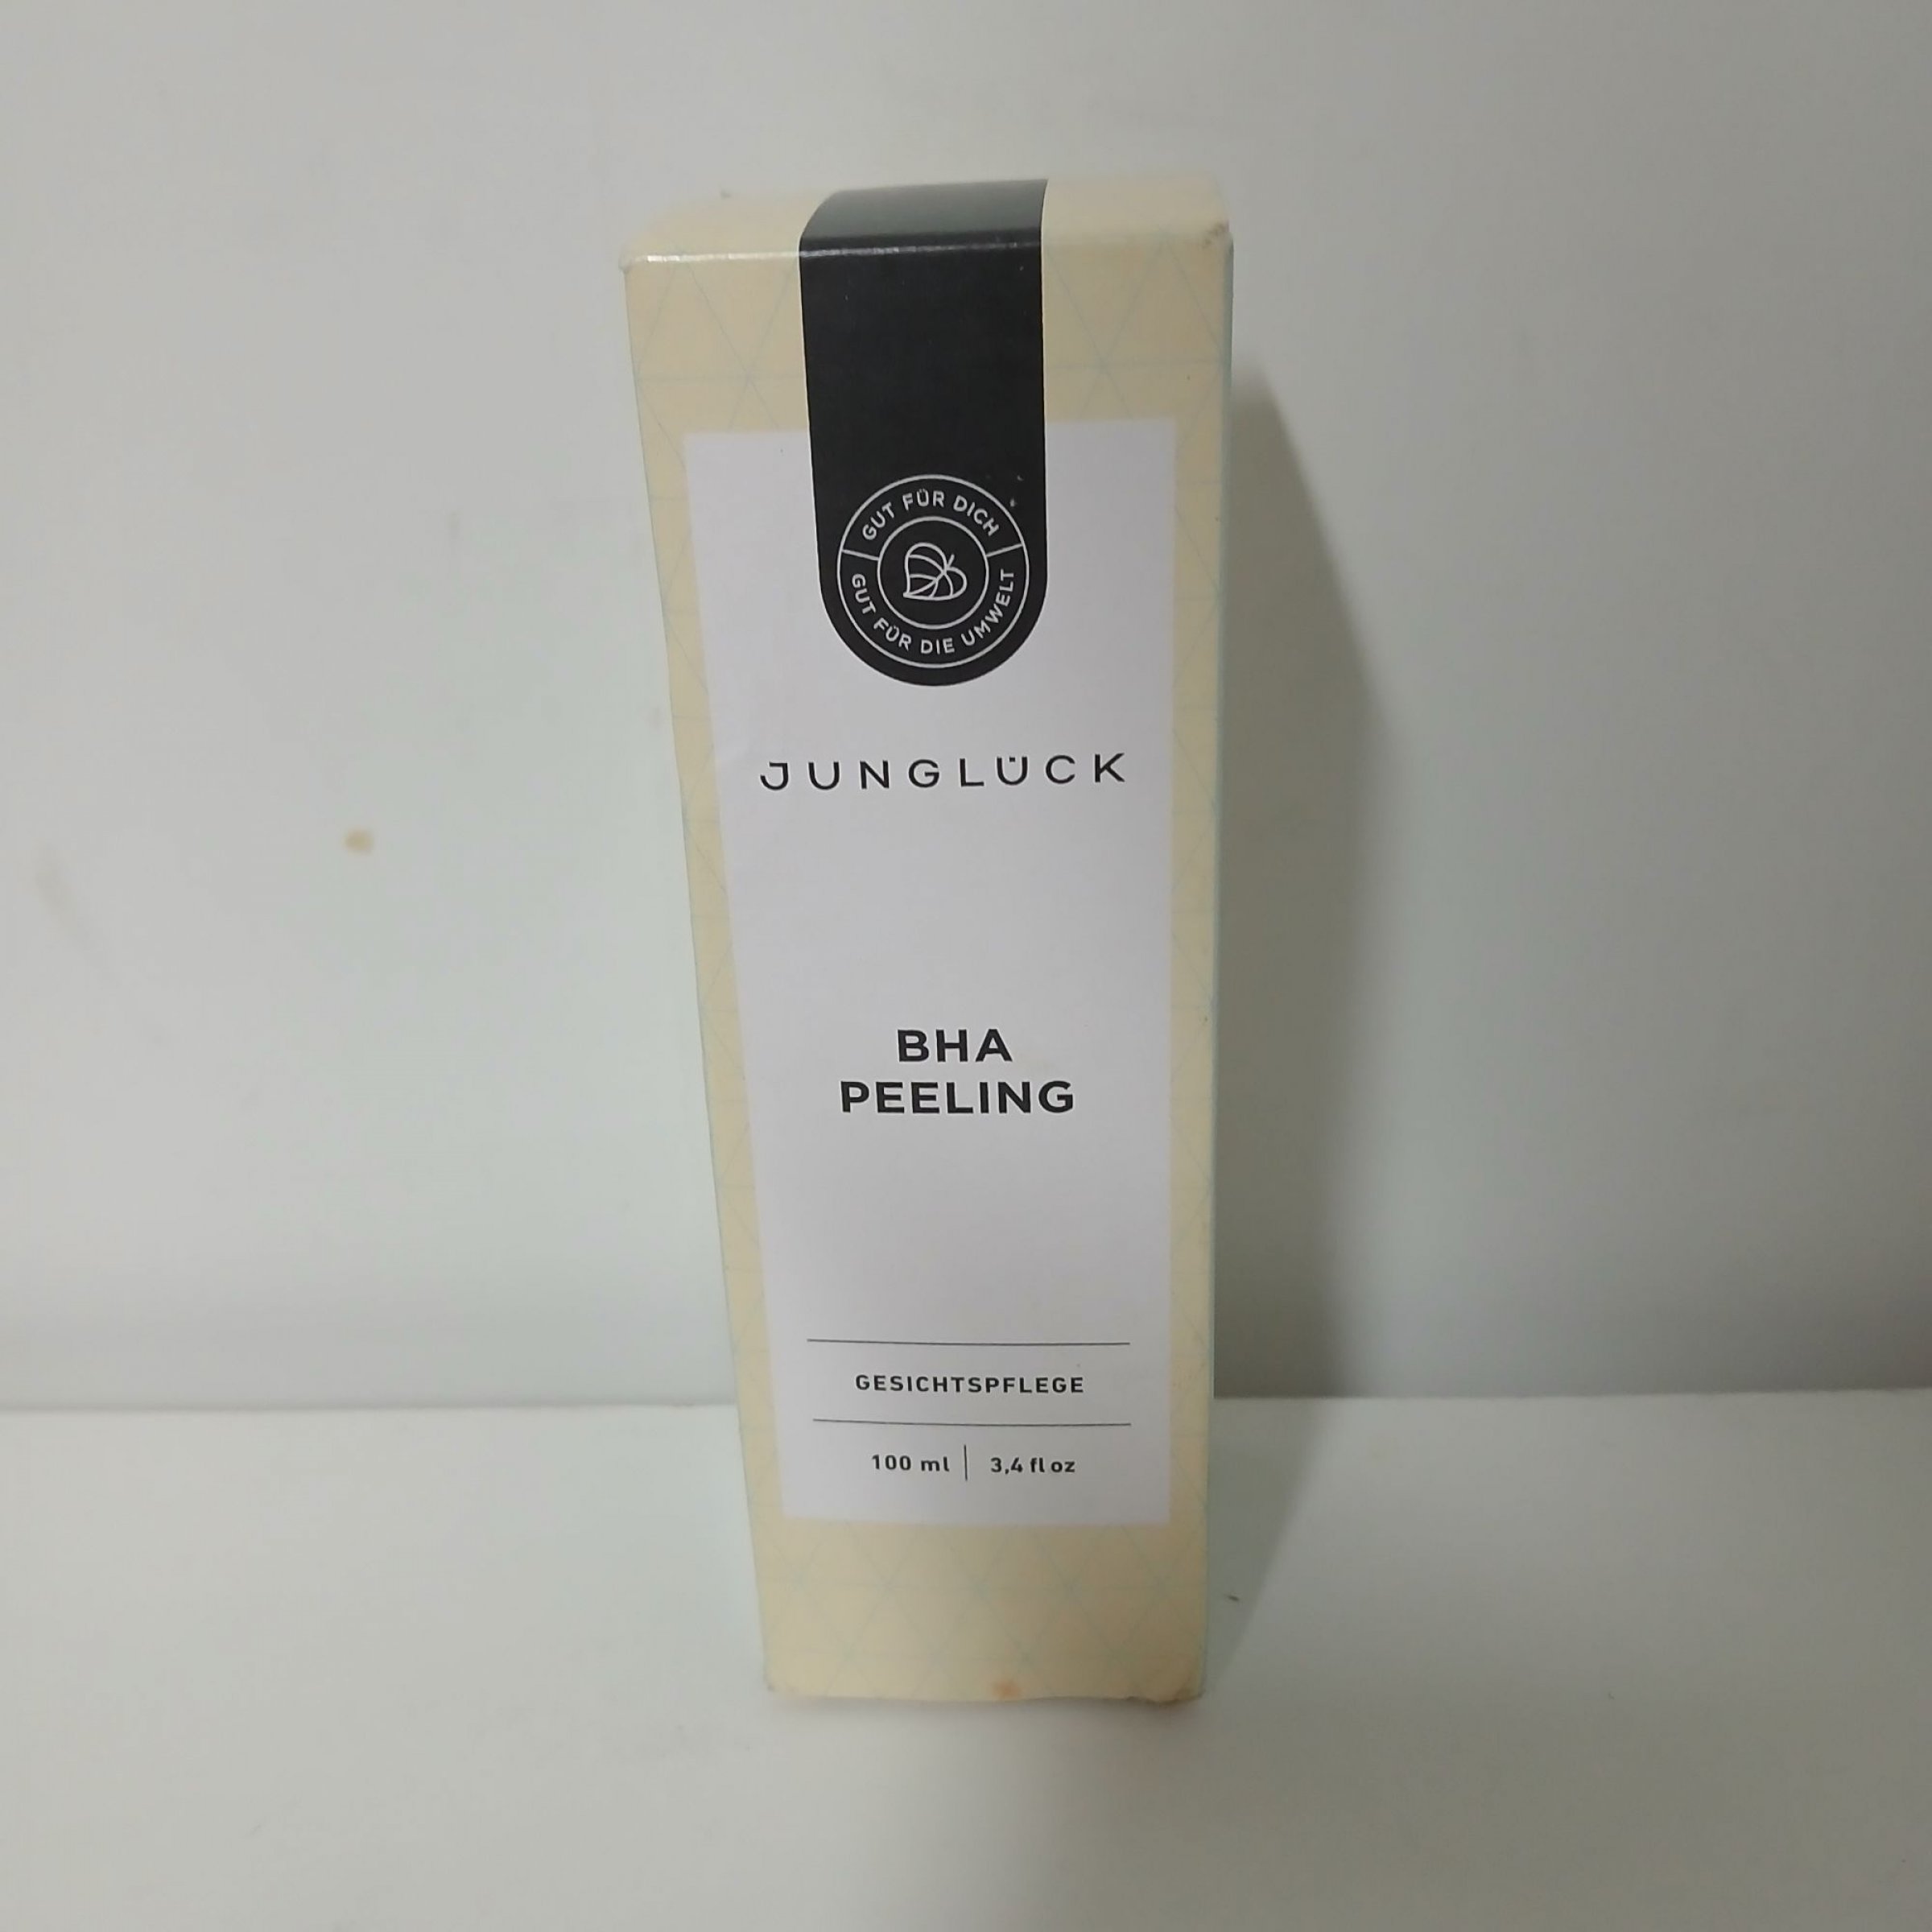 GUT FÜR DICH
GUT FÜR DIE UMWELT
JUNGLÜCK
BHA
PEELING
GESICHTSPFLEGE
100 ml | 3,4 fl oz